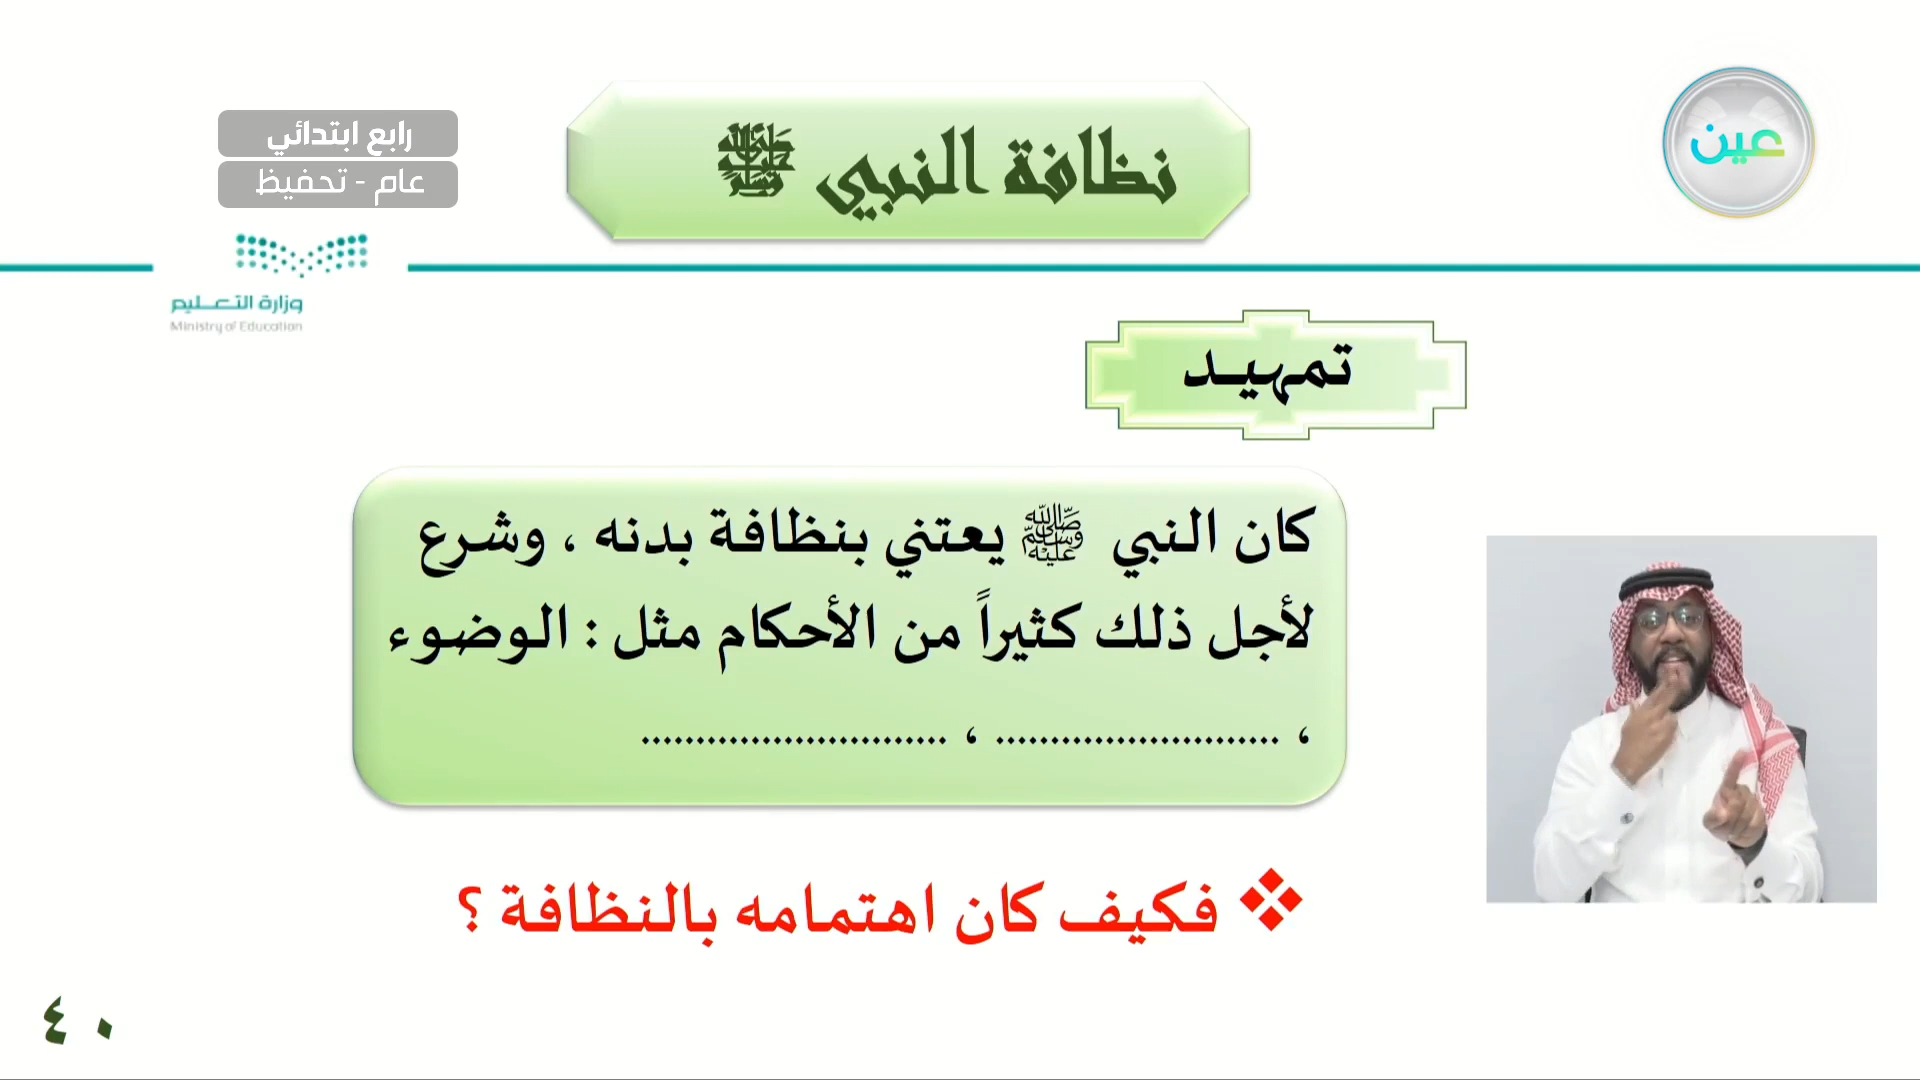 رابع ابتدائي
عام - تحفيظ
نظافة النبي ﷺ
عين
وزارة التعليم
Ministry of Education
تمهيد
كان النبي ﷺ يعتني بنظافة بدنه ، وشرع
لأجل ذلك كثيراً من الأحكام مثل : الوضوء
، .......................... ، ............................
❖ فكيف كان اهتمامه بالنظافة ؟
٤٠